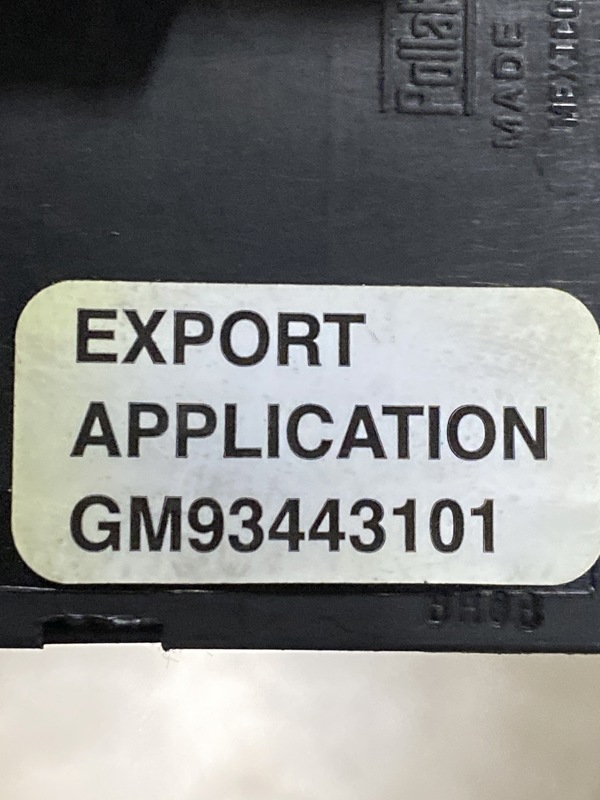 MADE
MEXICO
EXPORT
APPLICATION
GM93443101